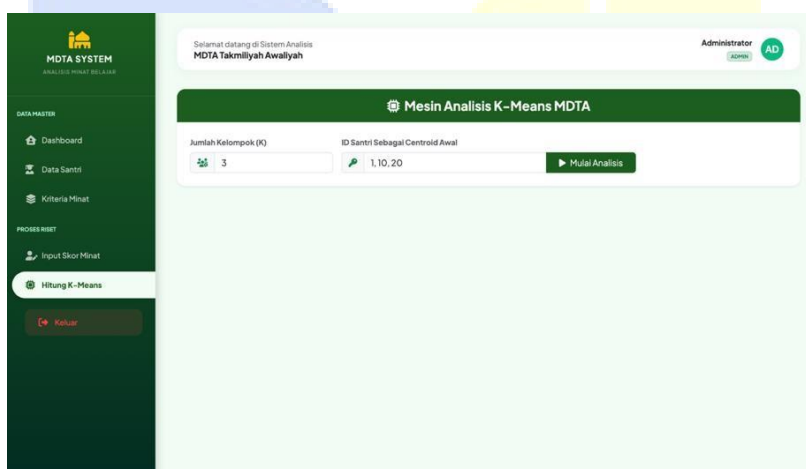 MDTA SYSTEM
ANALISIS MINAT BELAJAR
DATA MASTER
Dashboard
Data Santri
Kriteria Minat
PROSES RISET
Input Skor Minat
Hitung K-Means
Keluar
Selamat datang di Sistem Analisis
MDTA Takmiliyah Awaliyah
Administrator
ADMIN
AD
Mesin Analisis K-Means MDTA
Jumlah Kelompok (K)
3
ID Santri Sebagai Centroid Awal
1, 10, 20
Mulai Analisis